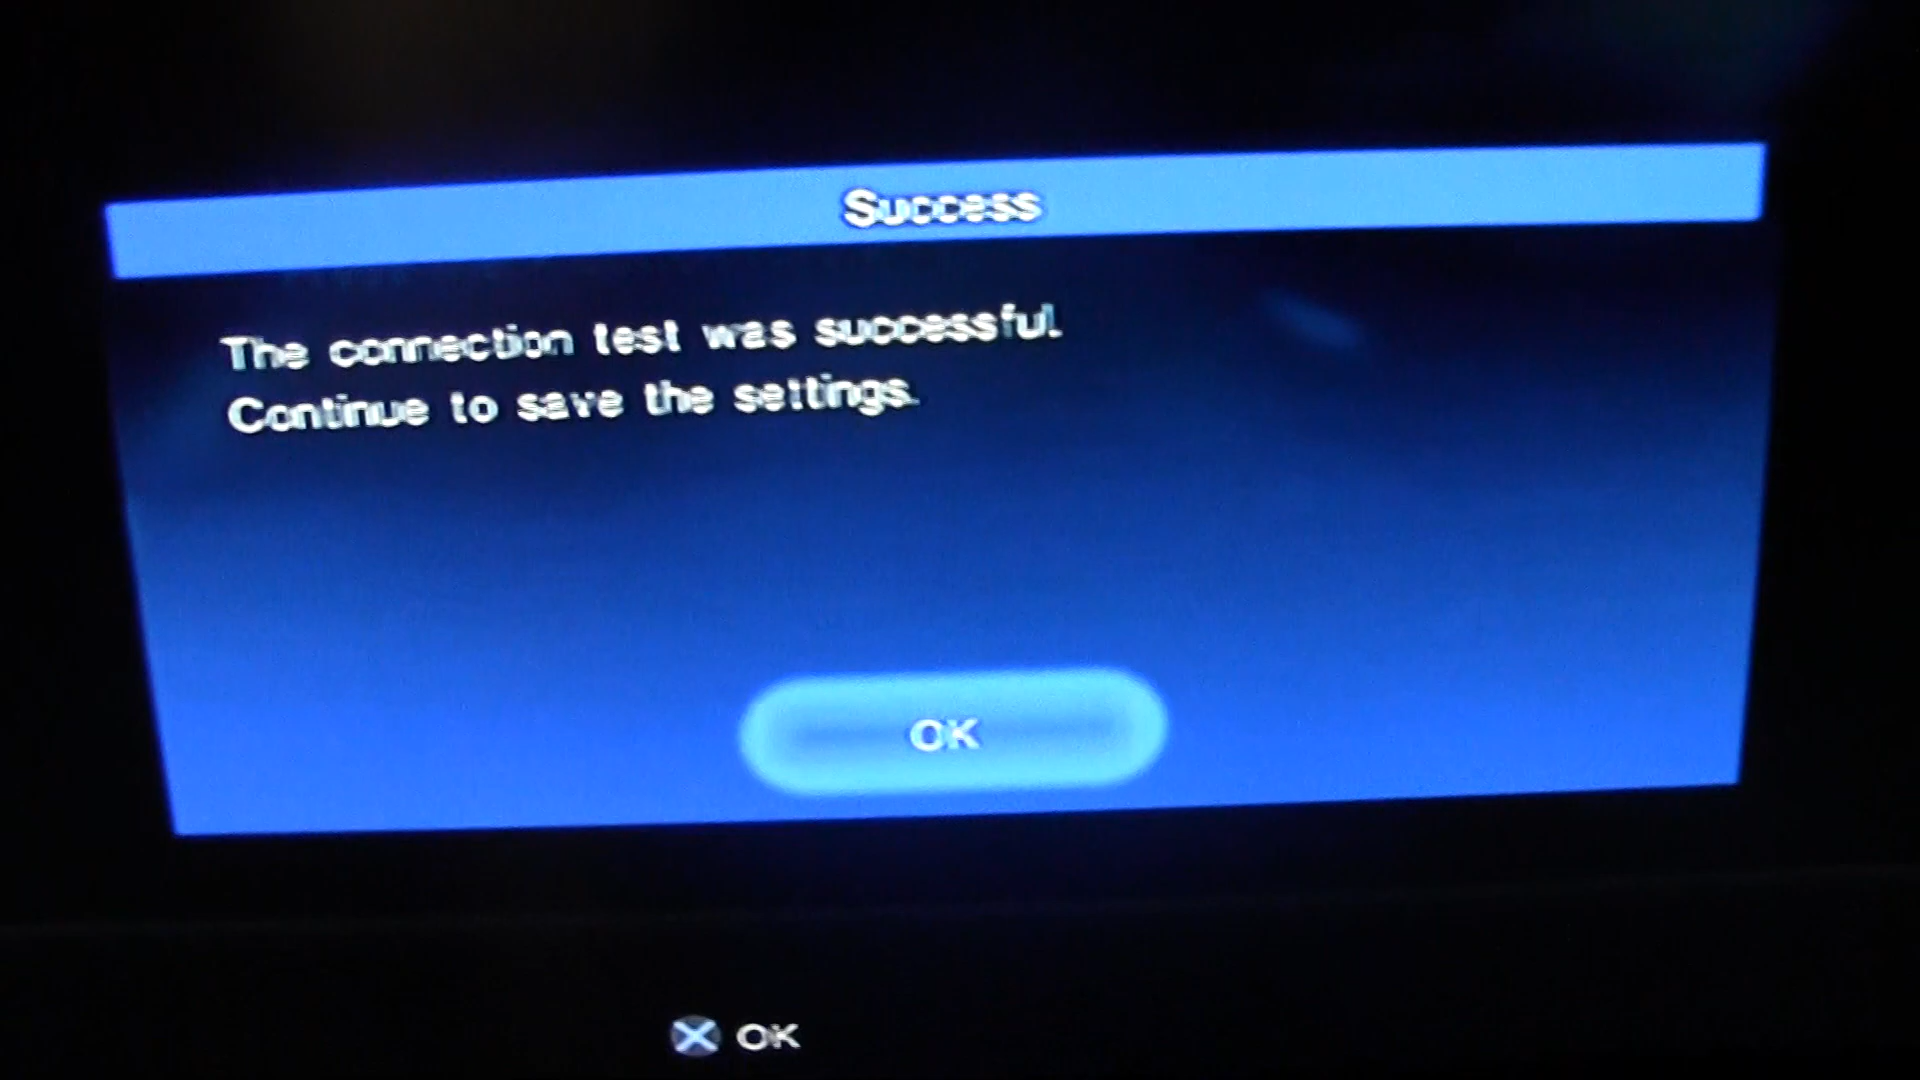 Success
The connection test was successful.
Continue to save the settings.
OK
OK